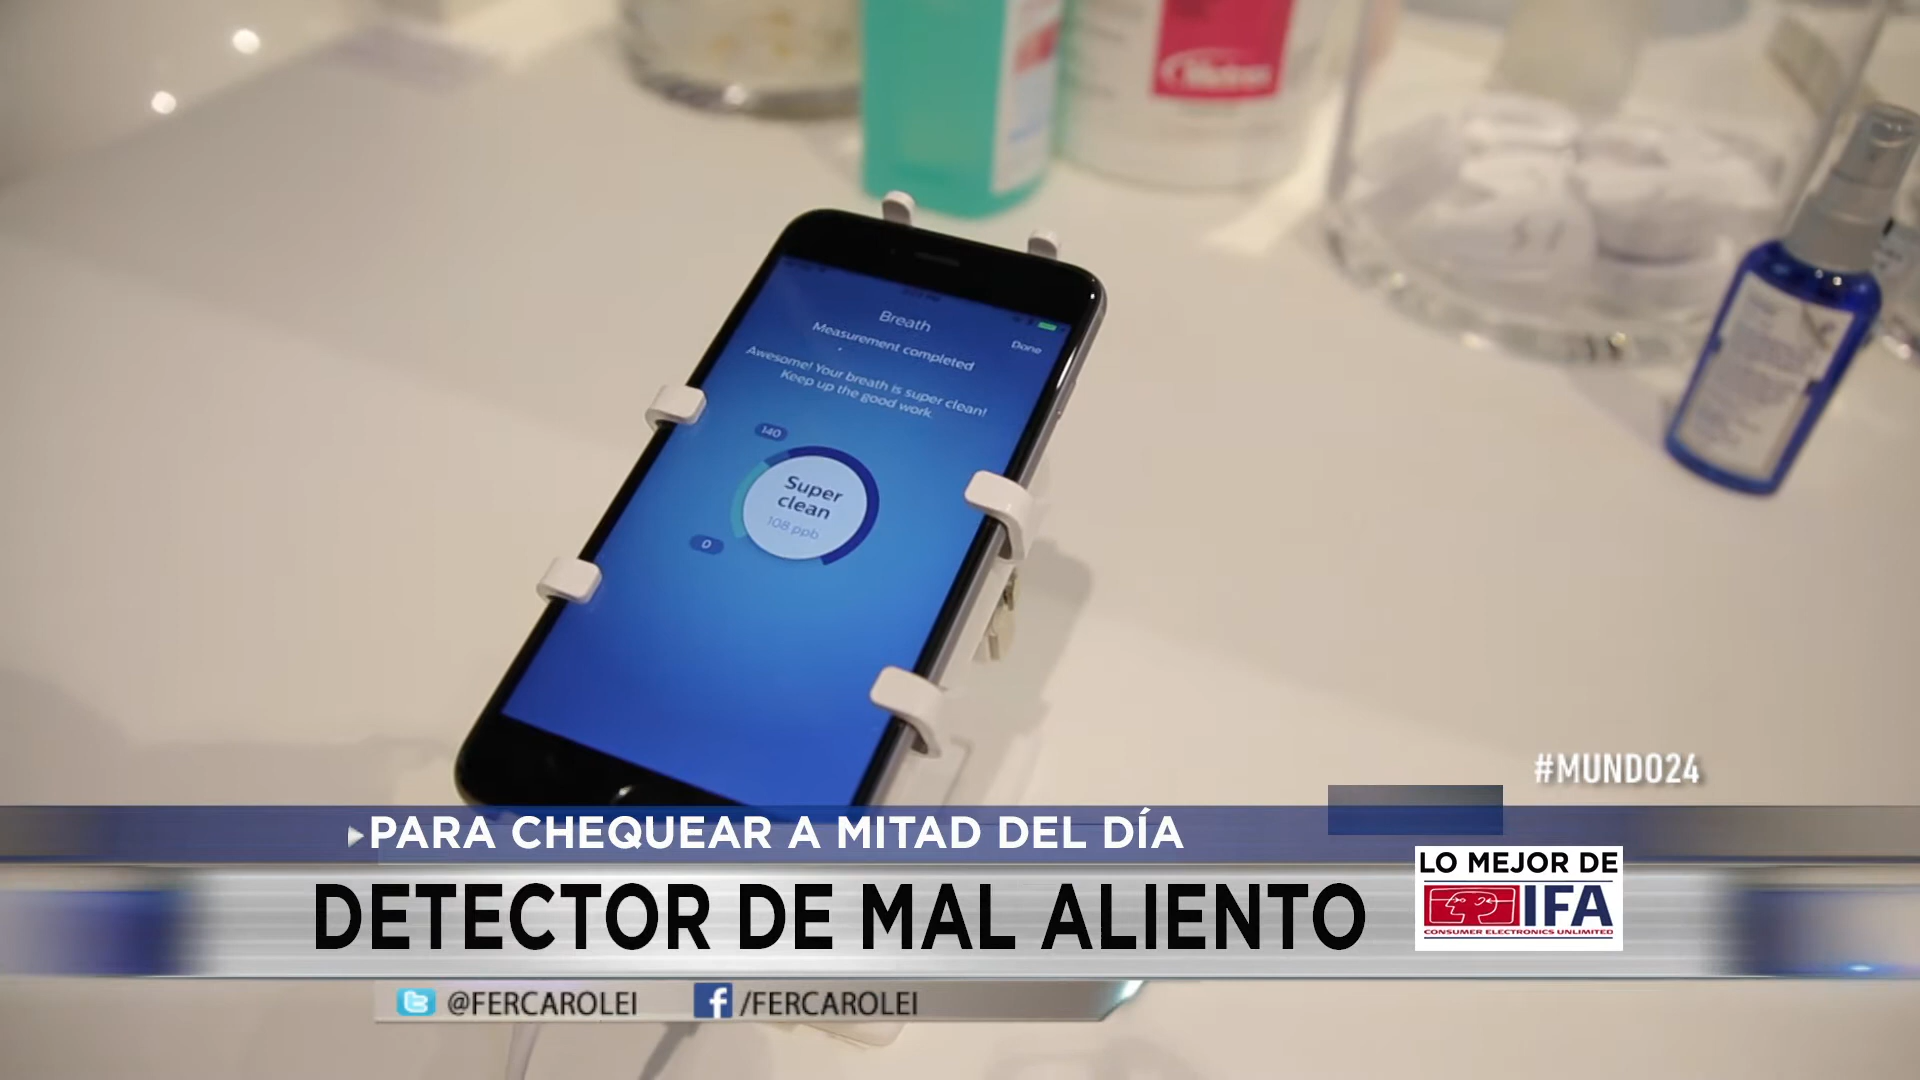 Breath
Measurement completed
Done
Awesome! Your breath is super clean!
Keep up the good work.
140
Super
clean
108 ppb
0
#MUNDO24
PARA CHEQUEAR A MITAD DEL DÍA
DETECTOR DE MAL ALIENTO
LO MEJOR DE
IFA
CONSUMER ELECTRONICS UNLIMITED
@FERCAROLEI
/FERCAROLEI